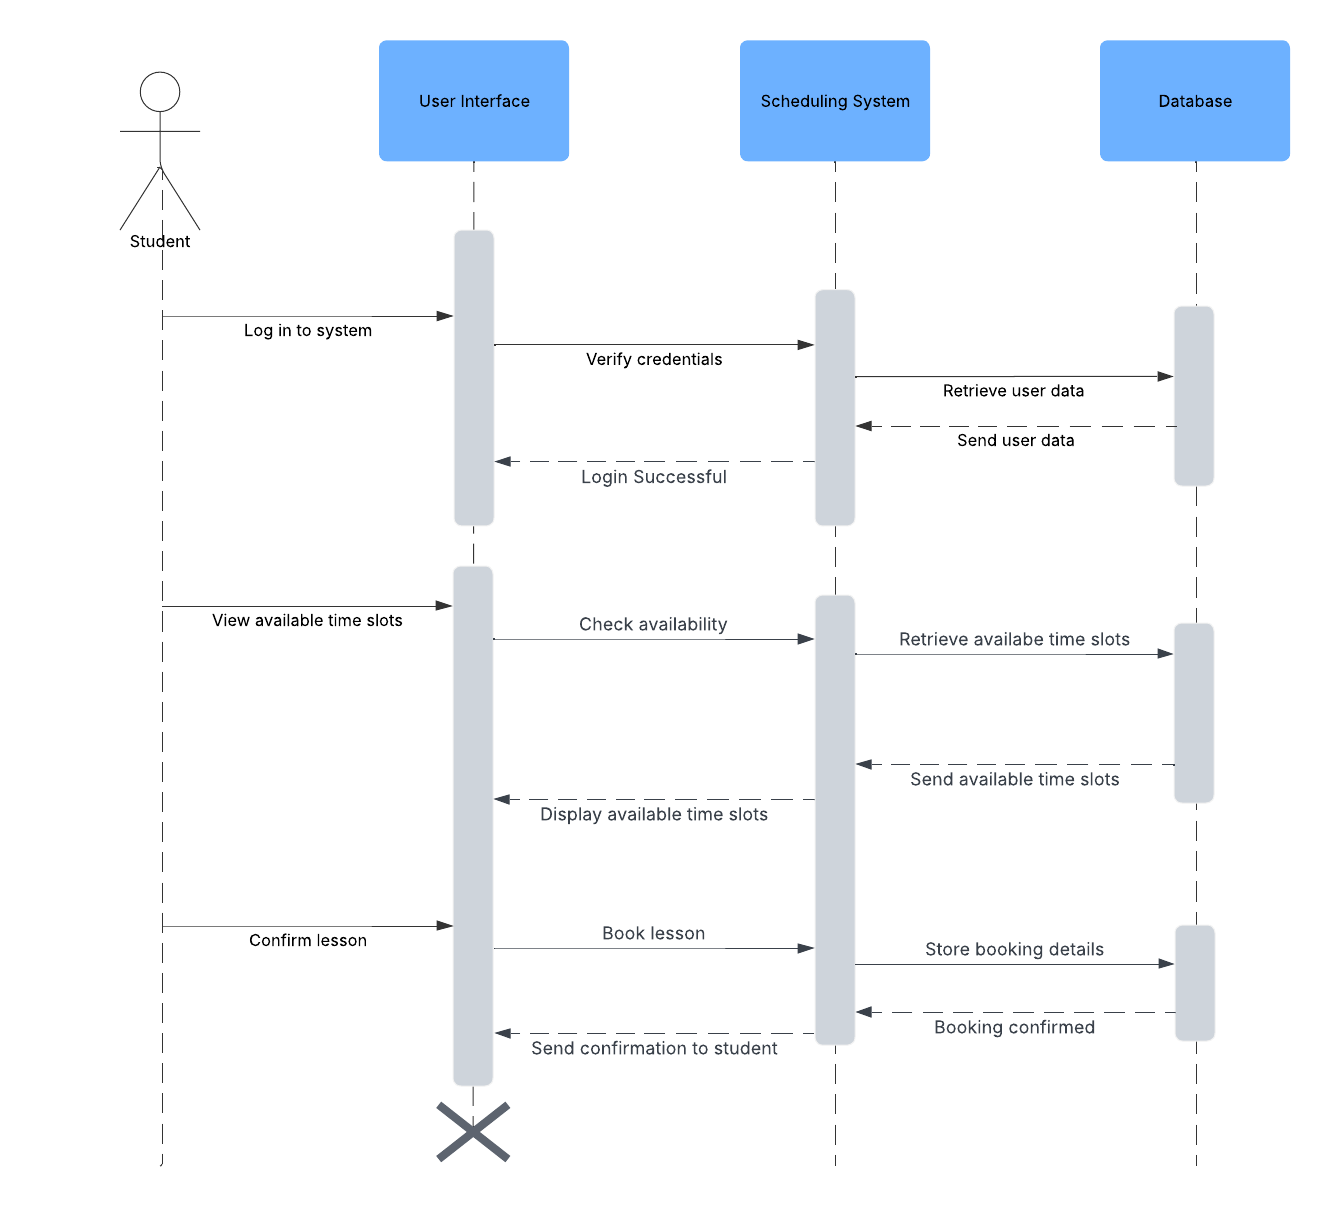 User Interface
Scheduling System
Database
Student
Log in to system
Verify credentials
Retrieve user data
Send user data
Login Successful
View available time slots
Check availability
Retrieve availabe time slots
Send available time slots
Display available time slots
Confirm lesson
Book lesson
Store booking details
Booking confirmed
Send confirmation to student